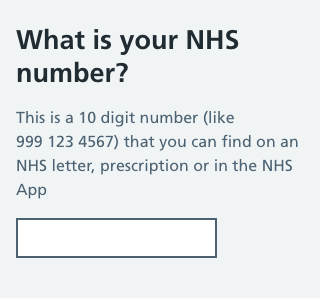 What is your NHS
number?
This is a 10 digit number (like
999 123 4567) that you can find on an
NHS letter, prescription or in the NHS
App